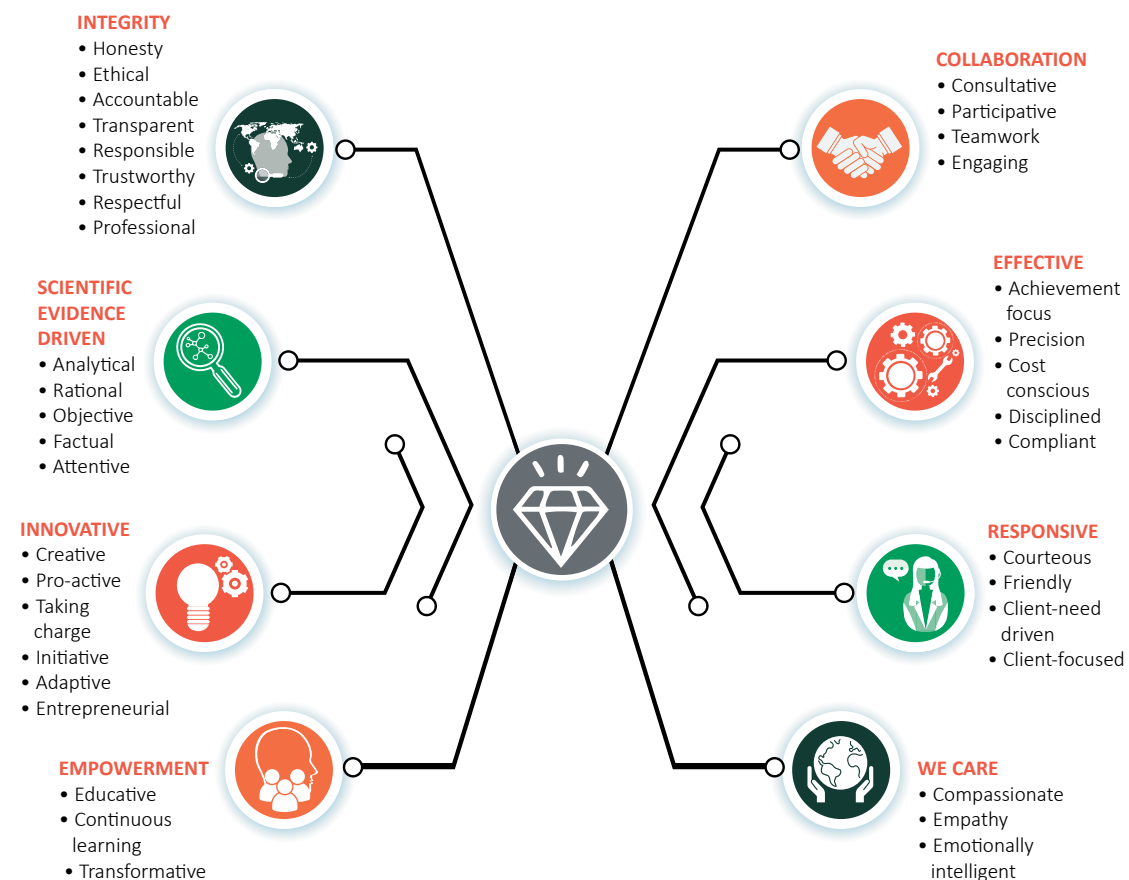 INTEGRITY
• Honesty
• Ethical
• Accountable
• Transparent
• Responsible
• Trustworthy
• Respectful
• Professional
SCIENTIFIC
EVIDENCE
DRIVEN
• Analytical
• Rational
• Objective
• Factual
• Attentive
INNOVATIVE
• Creative
• Pro-active
• Taking
charge
• Initiative
• Adaptive
• Entrepreneurial
EMPOWERMENT
• Educative
• Continuous
learning
• Transformative
COLLABORATION
• Consultative
• Participative
• Teamwork
• Engaging
EFFECTIVE
• Achievement
focus
• Precision
• Cost
conscious
• Disciplined
• Compliant
RESPONSIVE
• Courteous
• Friendly
• Client-need
driven
• Client-focused
WE CARE
• Compassionate
• Empathy
• Emotionally
intelligent